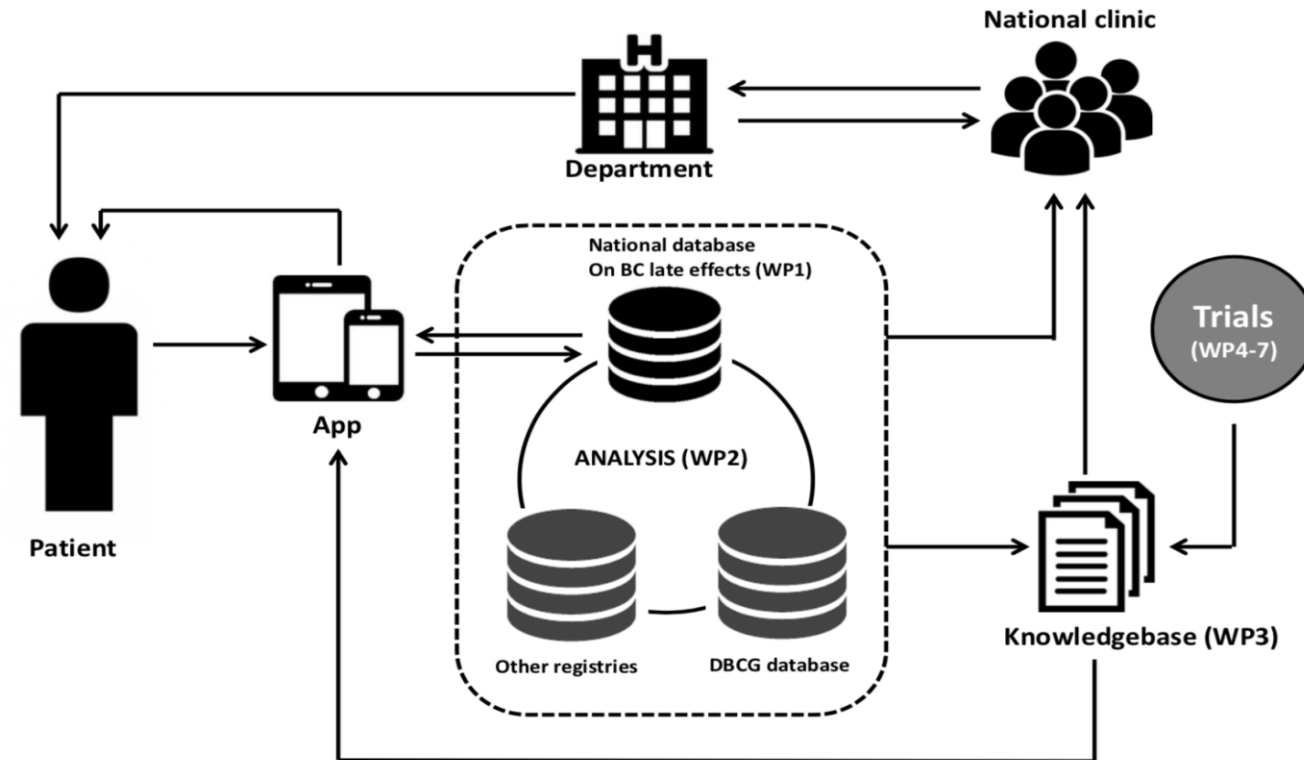 National clinic
H
Department
National database
On BC late effects (WP1)
Trials
(WP4-7)
App
ANALYSIS (WP2)
Patient
Other registries
DBCG database
Knowledgebase (WP3)